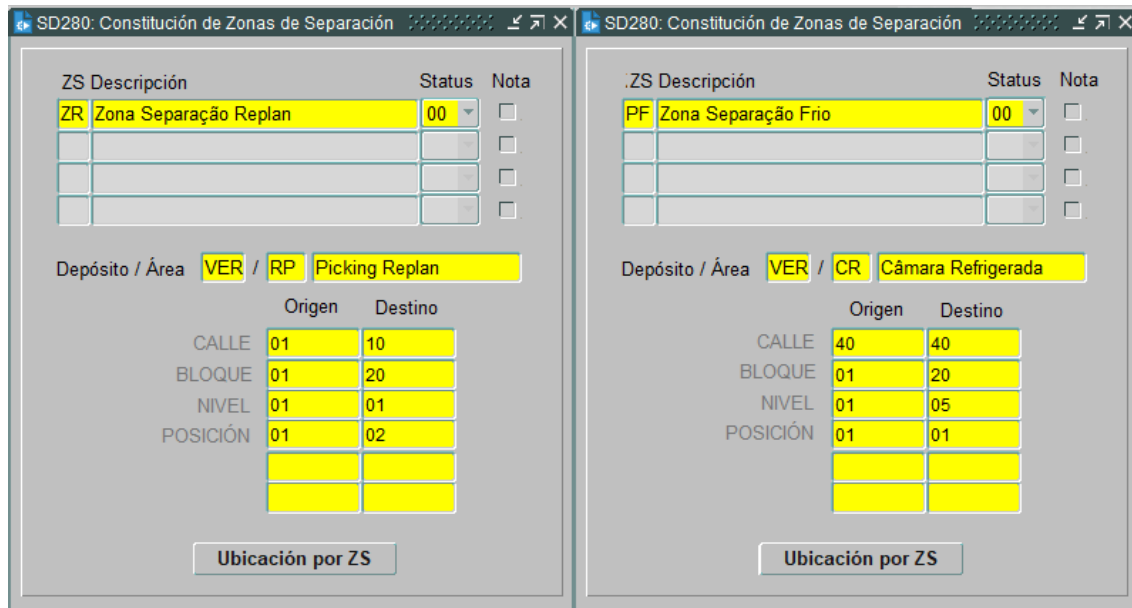 SD280: Constitución de Zonas de Separación
ZS Descripción Status Nota
ZR Zona Separação Replan 00
Depósito / Área VER / RP Picking Replan
Origen Destino
CALLE 01 10
BLOQUE 01 20
NIVEL 01 01
POSICIÓN 01 02
Ubicación por ZS
SD280: Constitución de Zonas de Separación
ZS Descripción Status Nota
PF Zona Separação Frio 00
Depósito / Área VER / CR Câmara Refrigerada
Origen Destino
CALLE 40 40
BLOQUE 01 20
NIVEL 01 05
POSICIÓN 01 01
Ubicación por ZS